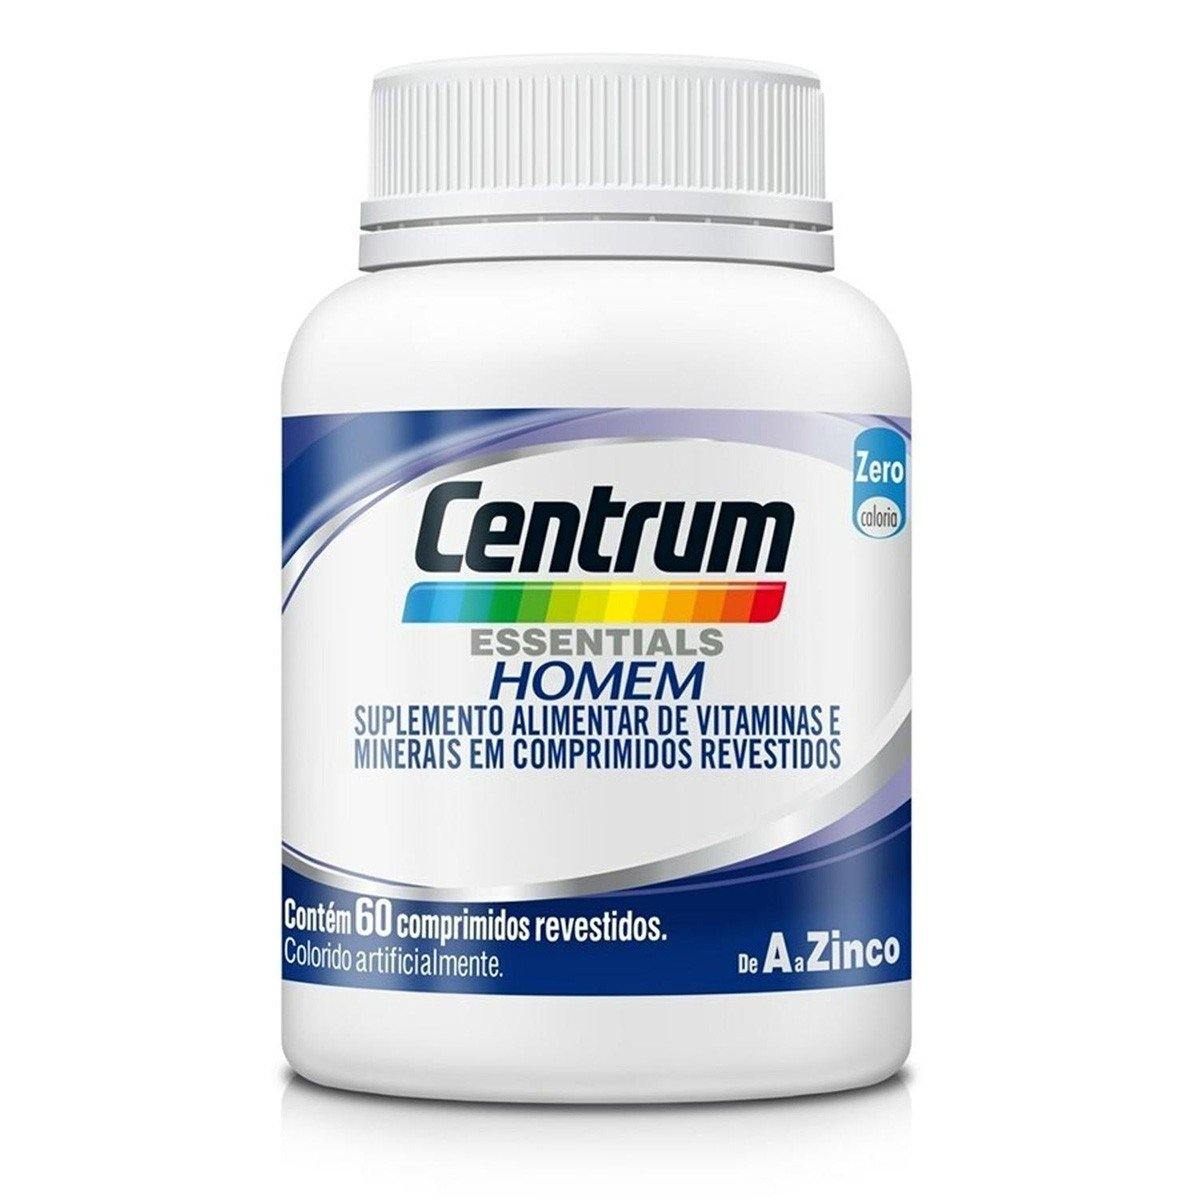 Zero
caloria
Centrum
ESSENTIALS
HOMEM
SUPLEMENTO ALIMENTAR DE VITAMINAS E
MINERAIS EM COMPRIMIDOS REVESTIDOS
Contém 60 comprimidos revestidos.
Colorido artificialmente.
De A a Zinco